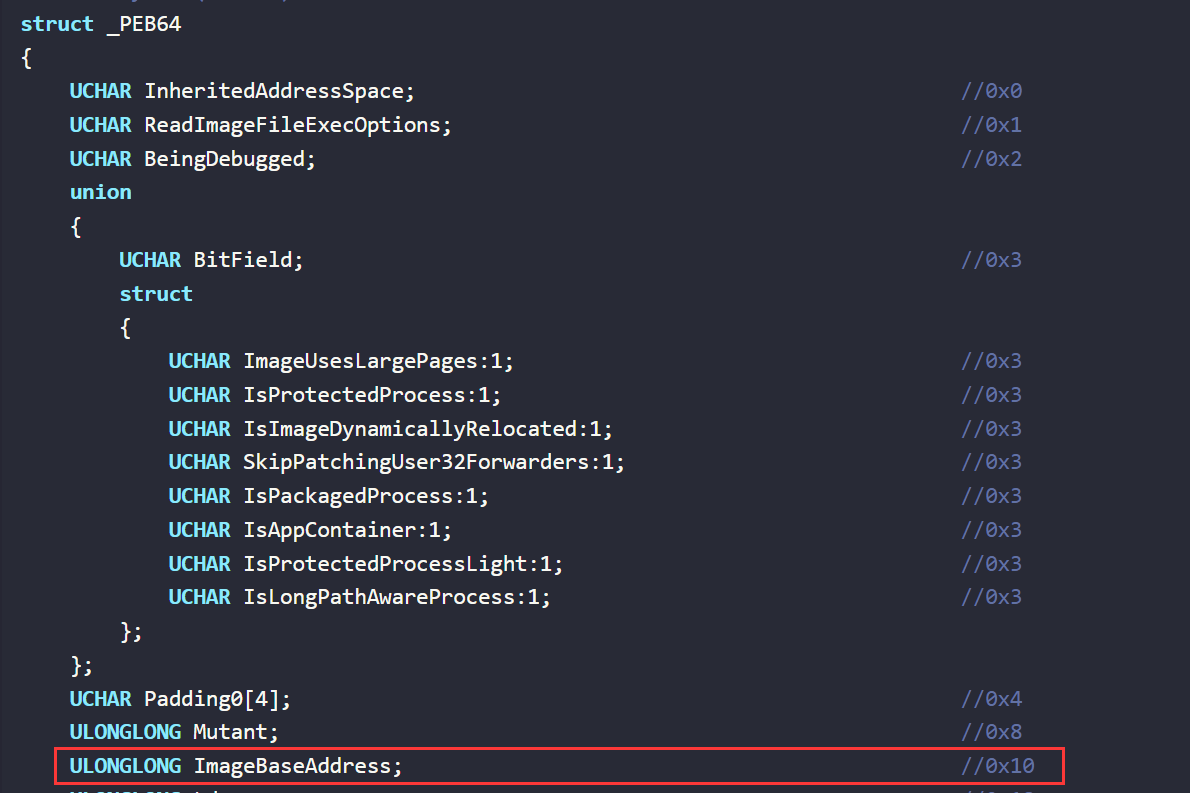 struct _PEB64
{
UCHAR InheritedAddressSpace; //0x0
UCHAR ReadImageFileExecOptions; //0x1
UCHAR BeingDebugged; //0x2
union
{
UCHAR BitField; //0x3
struct
{
UCHAR ImageUsesLargePages:1; //0x3
UCHAR IsProtectedProcess:1; //0x3
UCHAR IsImageDynamicallyRelocated:1; //0x3
UCHAR SkipPatchingUser32Forwarders:1; //0x3
UCHAR IsPackagedProcess:1; //0x3
UCHAR IsAppContainer:1; //0x3
UCHAR IsProtectedProcessLight:1; //0x3
UCHAR IsLongPathAwareProcess:1; //0x3
};
};
UCHAR Padding0[4]; //0x4
ULONGLONG Mutant; //0x8
ULONGLONG ImageBaseAddress; //0x10